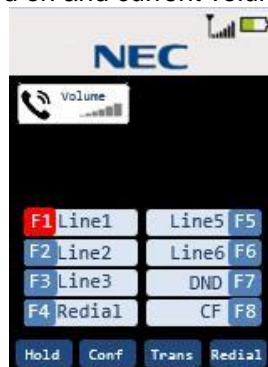 d on and current volu
NEC
Volume
F1 Line1 Line5 F5
F2 Line2 Line6 F6
F3 Line3 DND F7
F4 Redial CF F8
Hold Conf Trans Redial